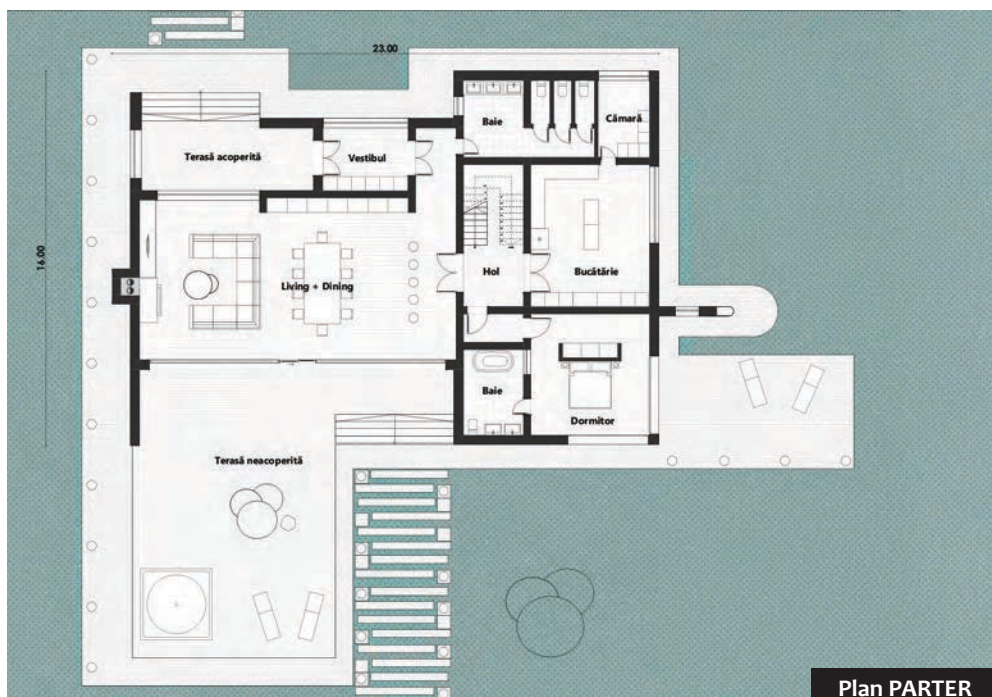 23.00
16.00
Baie
Cămară
Terasă acoperită
Vestibul
Living + Dining
Hol
Bucătărie
Baie
Dormitor
Terasă neacoperită
Plan PARTER